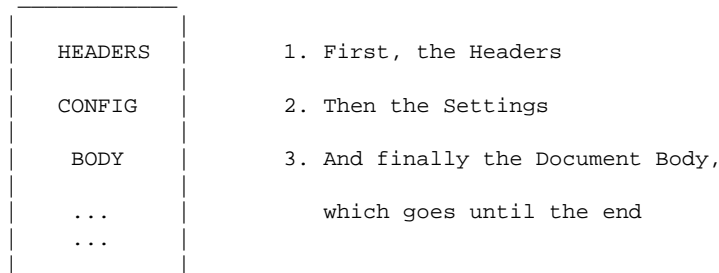 HEADERS 1. First, the Headers
CONFIG 2. Then the Settings
BODY 3. And finally the Document Body,
... which goes until the end
...